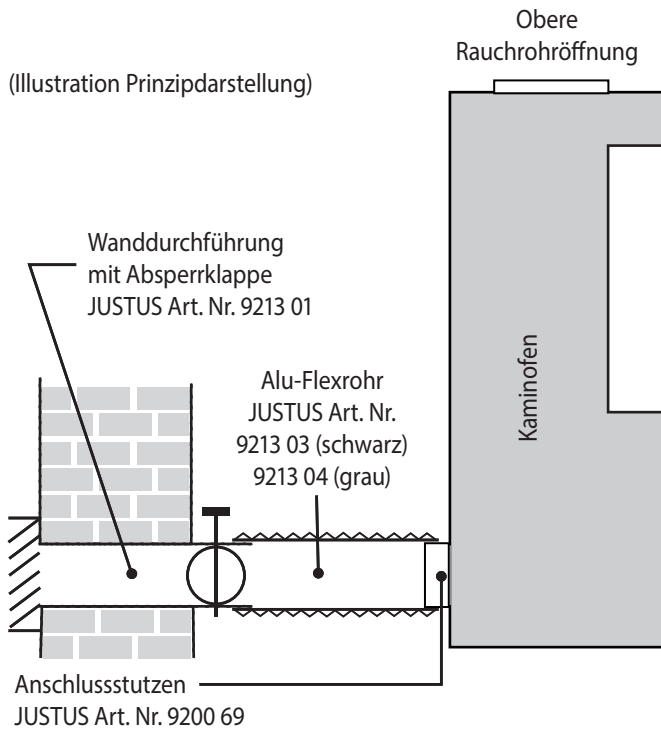 Obere
Rauchrohröffnung
(Illustration Prinzipdarstellung)
Wanddurchführung
mit Absperrklappe
JUSTUS Art. Nr. 9213 01
Alu-Flexrohr
JUSTUS Art. Nr.
9213 03 (schwarz)
9213 04 (grau)
Kaminofen
Anschlussstutzen
JUSTUS Art. Nr. 9200 69